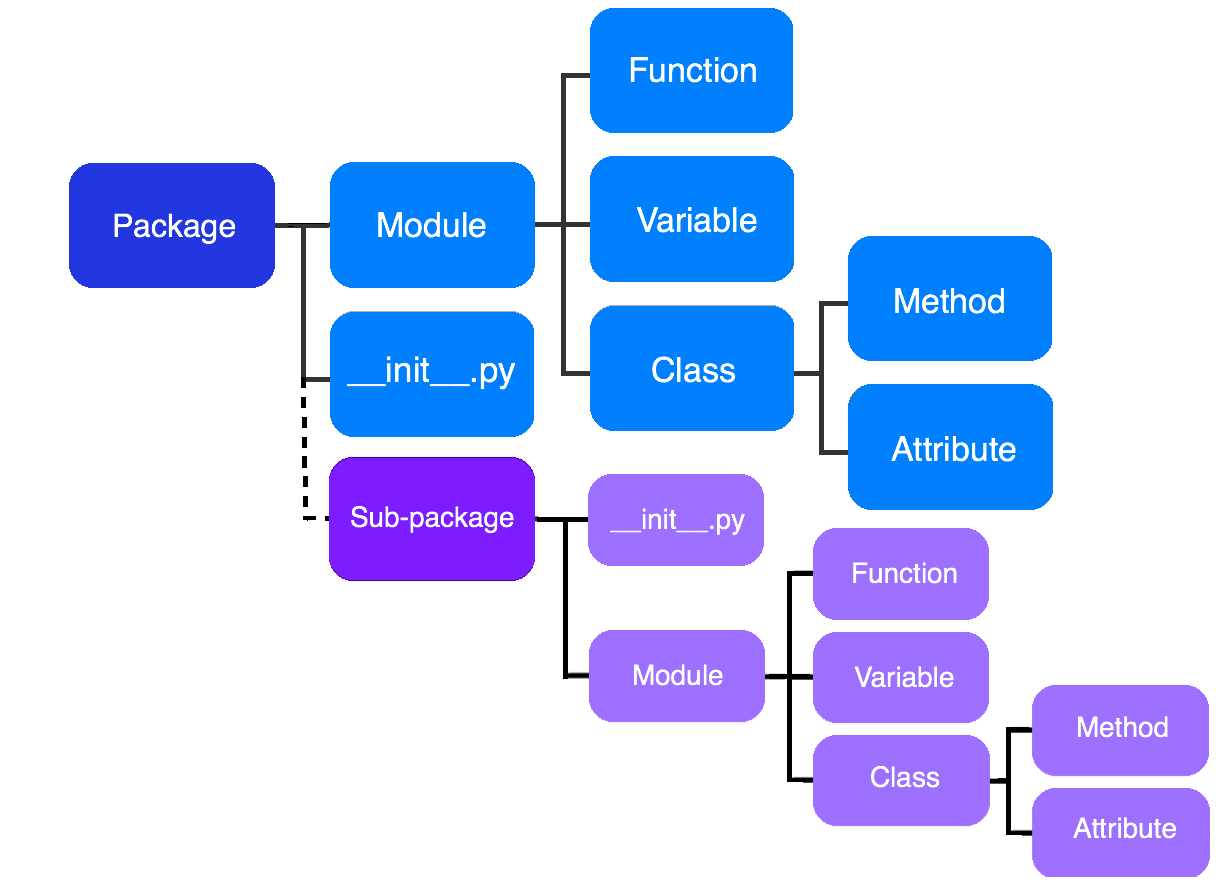 Package
Module
__init__.py
Sub-package
Function
Variable
Class
Method
Attribute
__init__.py
Module
Function
Variable
Class
Method
Attribute